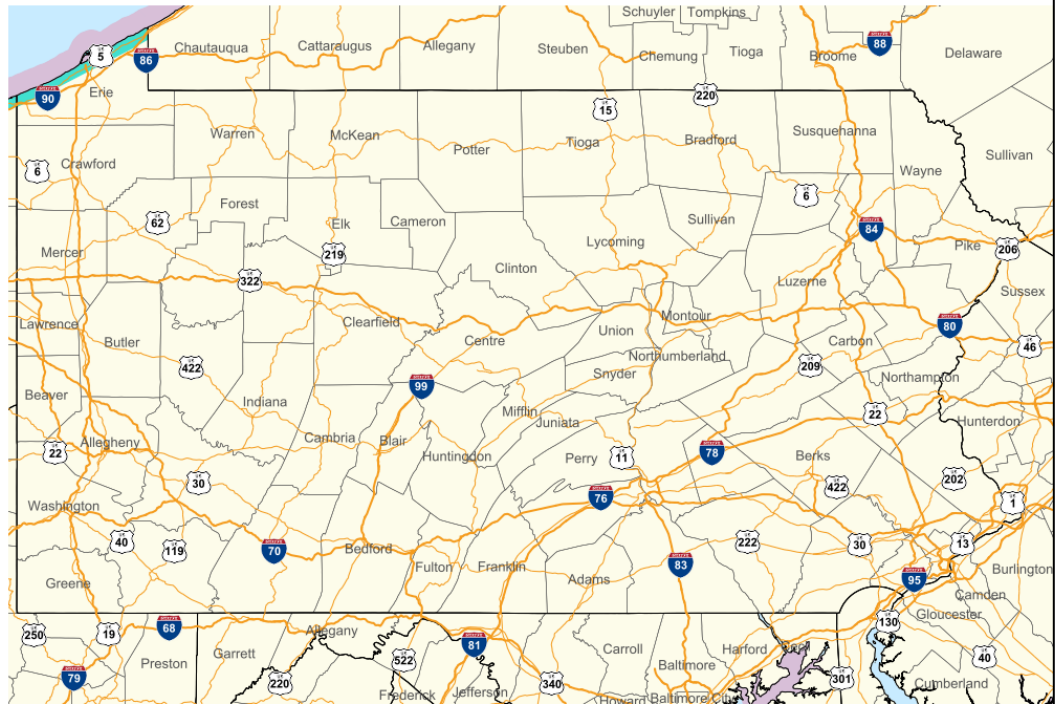 Schuyler Tompkins
Chautauqua Cattaraugus Allegany Steuben Chemung Tioga Broome Delaware
5 86 88
90 Erie
15 220
Warren McKean Potter Tioga Bradford Susquehanna
Crawford Wayne Sullivan
6 6
Forest Elk Cameron Sullivan
62 84
Mercer 219 Lycoming Pike 206
322 Clinton Luzerne Sussex
Lawrence Butler Clearfield Centre Union Montour Carbon 80 46
422 Northumberland 209
99 Snyder Northampton
Beaver Indiana Mifflin Juniata 22 Hunterdon
Allegheny Cambria Blair Huntingdon Perry 11 78 Berks
22 30 76 422 202 1
Washington
40 119 70 Bedford 222 30 13
Greene Fulton Franklin Adams 83 95 Burlington
Camden
Gloucester
250 19 68 Allegany 81 130
Preston Garrett 522 Carroll Baltimore Harford Cecil 40
79 220 Frederick Jefferson 340 Howard Baltimore City 301 Cumberland